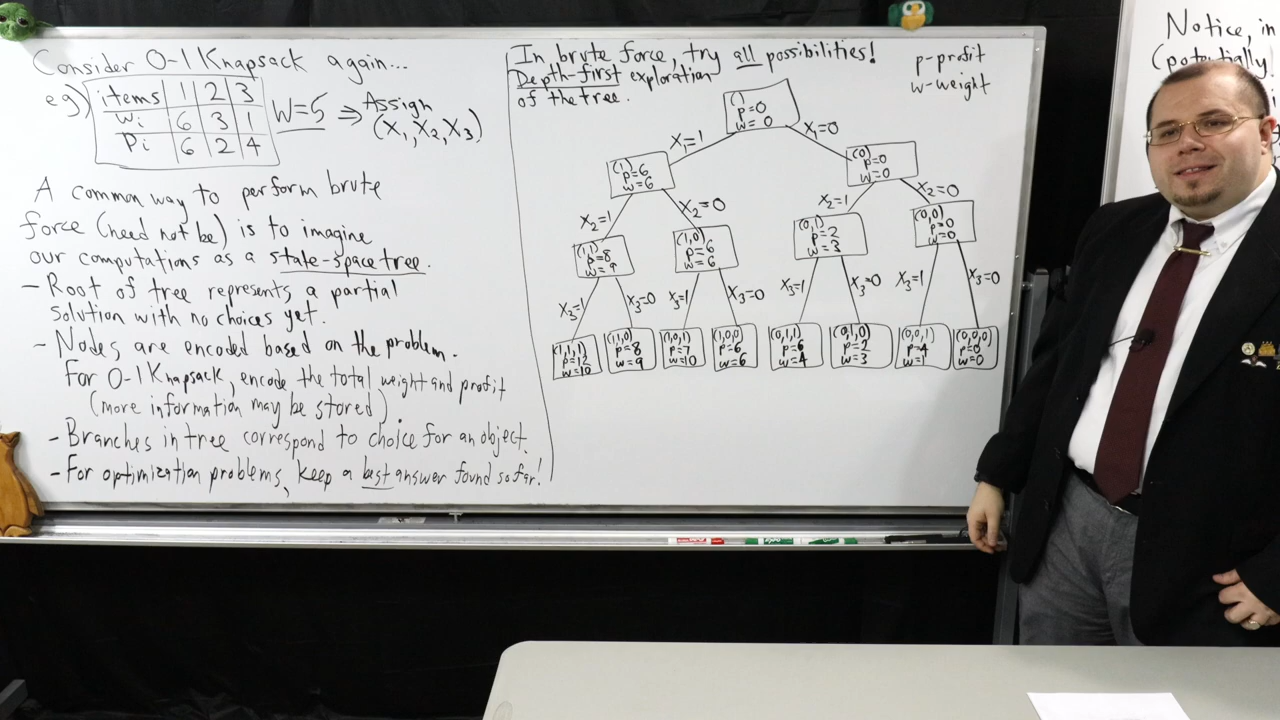 Consider 0-1 Knapsack again...
eg)
items 1 2 3
wi 6 3 1
pi 6 2 4
W=5 ⇒ Assign
(x1, x2, x3)
A common way to perform brute
force (need not be) is to imagine
our computations as a state-space tree.
- Root of tree represents a partial
solution with no choices yet.
- Nodes are encoded based on the problem.
For 0-1 Knapsack, encode the total weight and profit
(more information may be stored)
- Branches in tree correspond to choice for an object.
- For optimization problems, keep a best answer found so far!
In brute force, try all possibilities!
Depth-first exploration
of the tree.
p-profit
w-weight
()
p=0
w=0
x1=1
x1=0
(1)
p=6
w=6
(0)
p=0
w=0
x2=1
x2=0
x2=1
x2=0
(1,1)
p=8
w=9
(1,0)
p=6
w=6
(0,1)
p=2
w=3
(0,0)
p=0
w=0
x3=1
x3=0
x3=1
x3=0
x3=1
x3=0
x3=1
x3=0
(1,1,1)
p=12
w=10
(1,1,0)
p=8
w=9
(1,0,1)
p=7
w=10
(1,0,0)
p=6
w=6
(0,1,1)
p=6
w=4
(0,1,0)
p=2
w=3
(0,0,1)
p=4
w=1
(0,0,0)
p=0
w=0
Notice, in
(potentially!